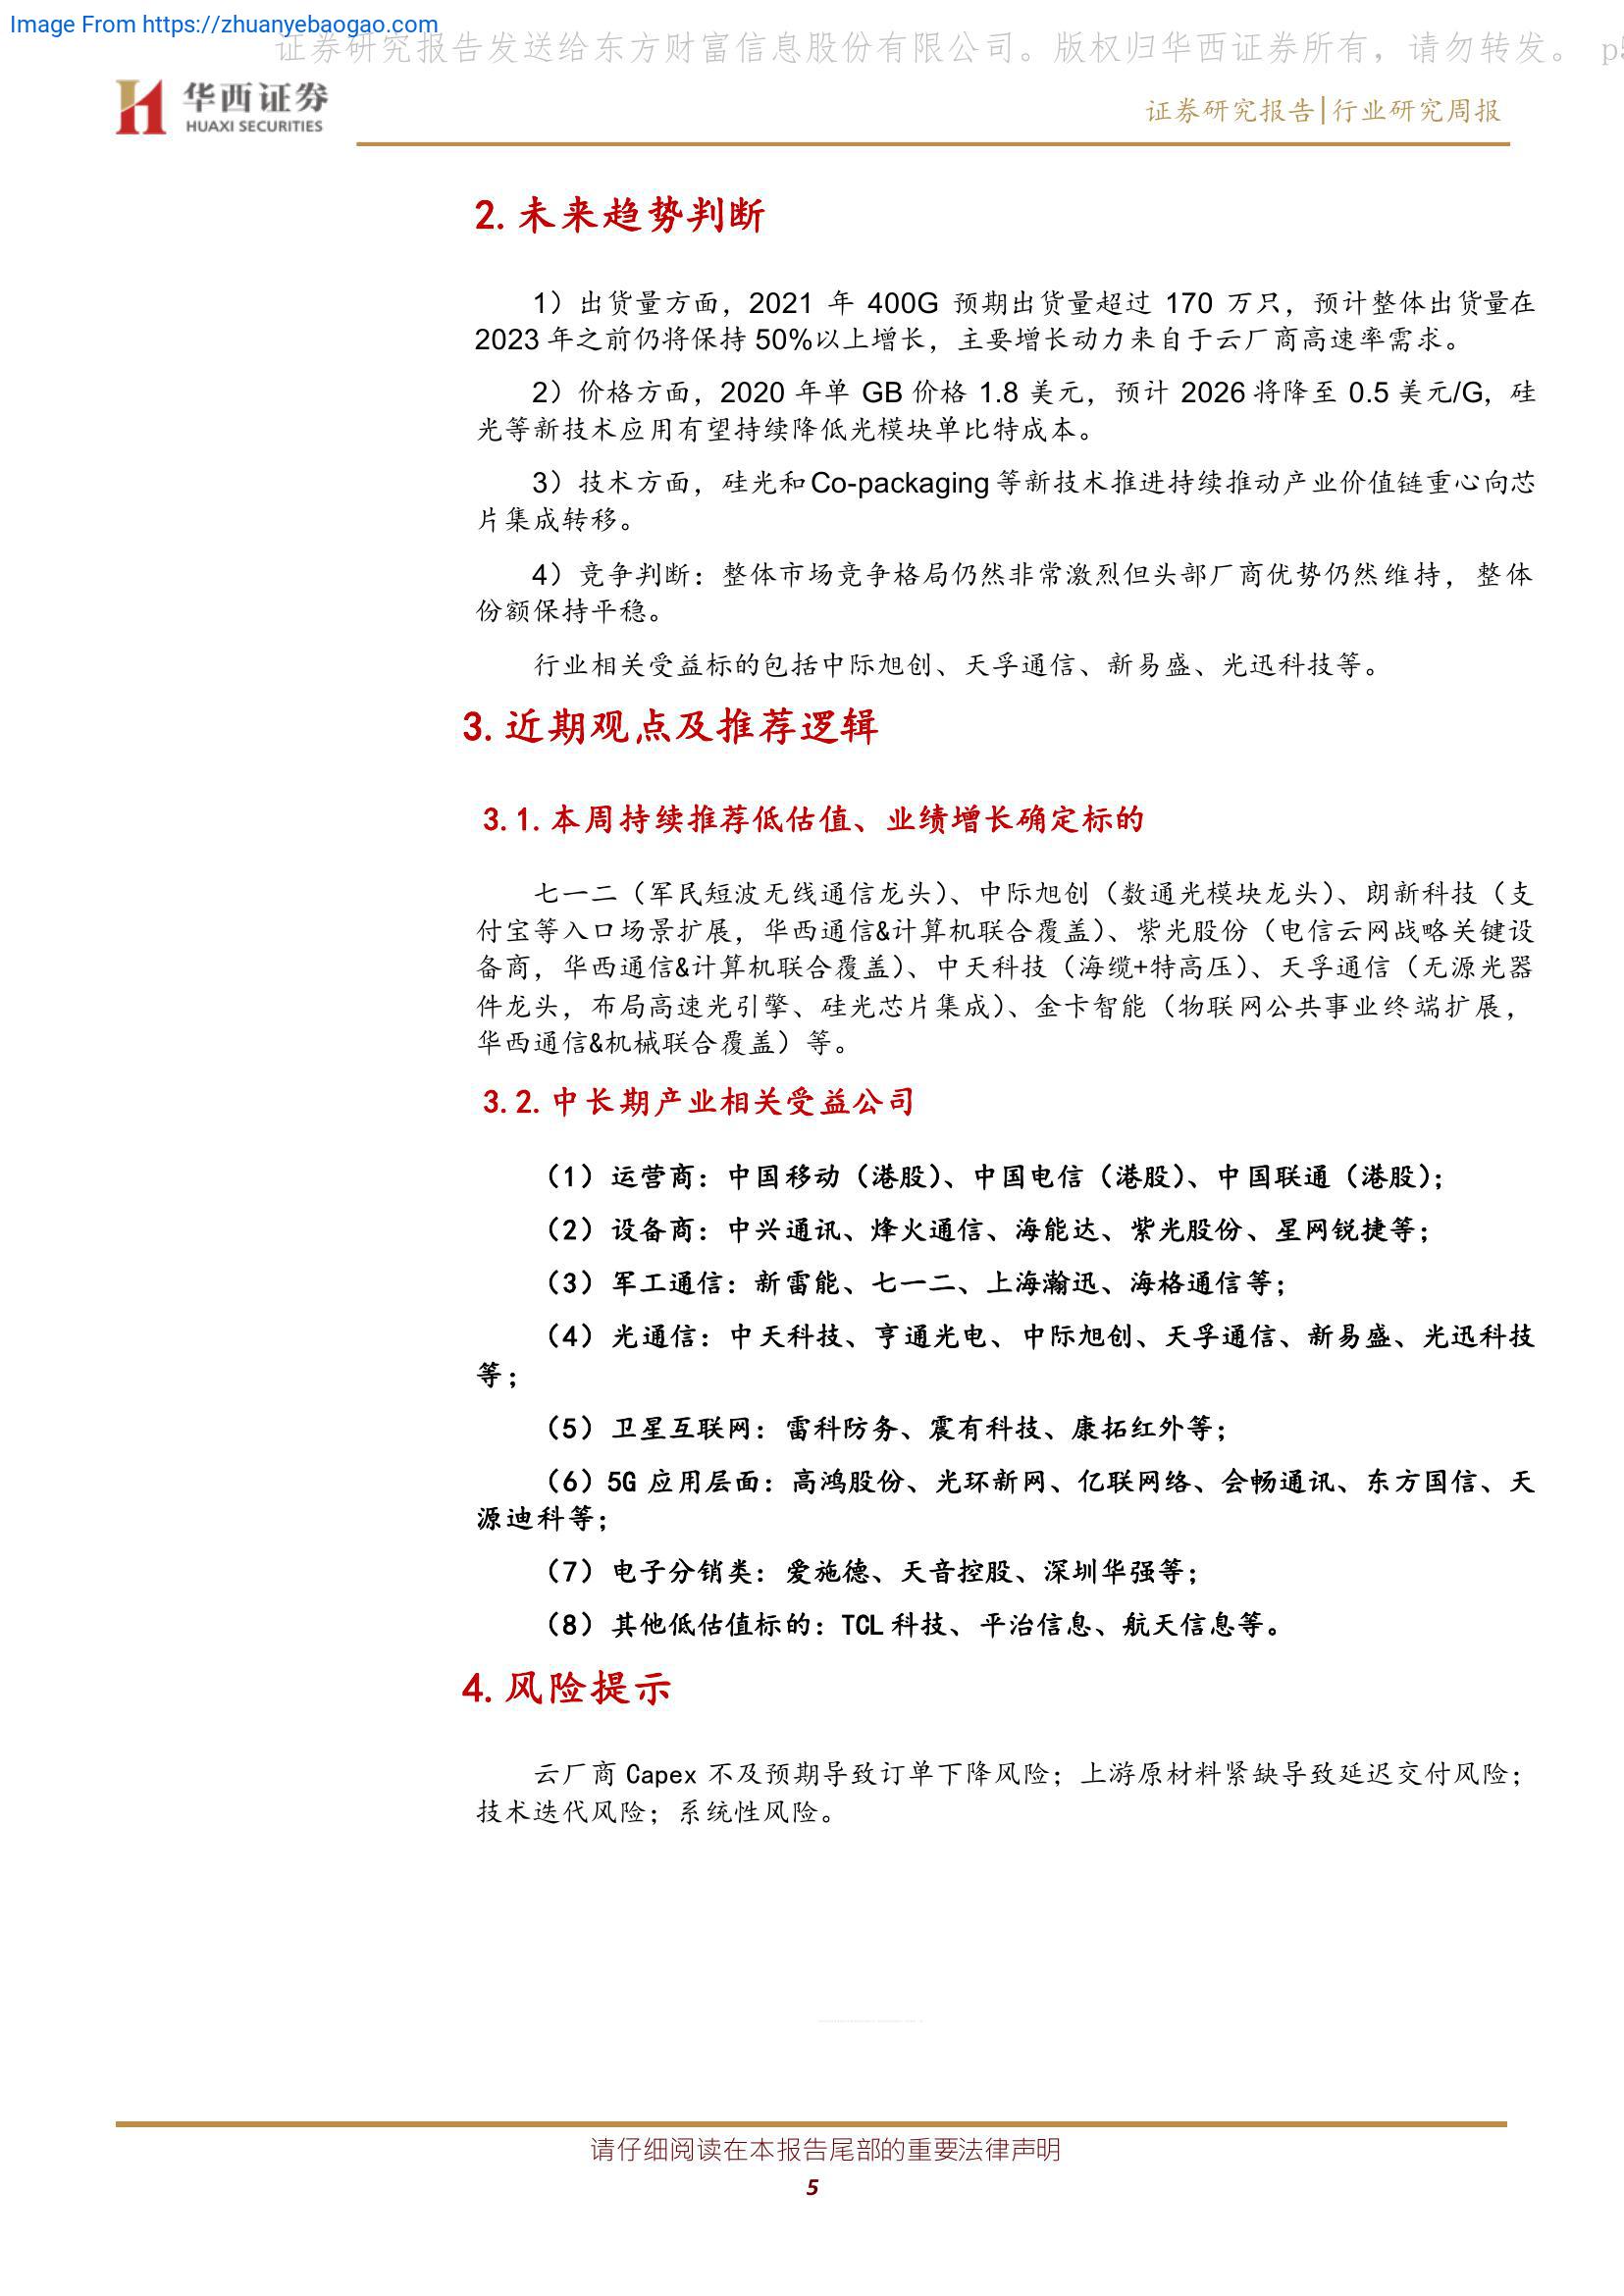 Image From https://zhuanyebaogao.com
证券研究报告发送给东方财富信息股份有限公司。版权归华西证券所有，请勿转发。 p5
华西证券
HUAXI SECURITIES
证券研究报告|行业研究周报
2. 未来趋势判断
1）出货量方面，2021 年 400G 预期出货量超过 170 万只，预计整体出货量在
2023 年之前仍将保持 50%以上增长，主要增长动力来自于云厂商高速率需求。
2）价格方面，2020 年单 GB 价格 1.8 美元，预计 2026 将降至 0.5 美元/G，硅
光等新技术应用有望持续降低光模块单比特成本。
3）技术方面，硅光和 Co-packaging 等新技术推进持续推动产业价值链重心向芯
片集成转移。
4）竞争判断：整体市场竞争格局仍然非常激烈但头部厂商优势仍然维持，整体
份额保持平稳。
行业相关受益标的包括中际旭创、天孚通信、新易盛、光迅科技等。
3. 近期观点及推荐逻辑
3.1. 本周持续推荐低估值、业绩增长确定标的
七一二（军民短波无线通信龙头）、中际旭创（数通光模块龙头）、朗新科技（支
付宝等入口场景扩展，华西通信&计算机联合覆盖）、紫光股份（电信云网战略关键设
备商，华西通信&计算机联合覆盖）、中天科技（海缆+特高压）、天孚通信（无源光器
件龙头，布局高速光引擎、硅光芯片集成）、金卡智能（物联网公共事业终端扩展，
华西通信&机械联合覆盖）等。
3.2. 中长期产业相关受益公司
（1）运营商：中国移动（港股）、中国电信（港股）、中国联通（港股）；
（2）设备商：中兴通讯、烽火通信、海能达、紫光股份、星网锐捷等；
（3）军工通信：新雷能、七一二、上海瀚迅、海格通信等；
（4）光通信：中天科技、亨通光电、中际旭创、天孚通信、新易盛、光迅科技
等；
（5）卫星互联网：雷科防务、震有科技、康拓红外等；
（6）5G 应用层面：高鸿股份、光环新网、亿联网络、会畅通讯、东方国信、天
源迪科等；
（7）电子分销类：爱施德、天音控股、深圳华强等；
（8）其他低估值标的：TCL 科技、平治信息、航天信息等。
4. 风险提示
云厂商 Capex 不及预期导致订单下降风险；上游原材料紧缺导致延迟交付风险；
技术迭代风险；系统性风险。
请仔细阅读在本报告尾部的重要法律声明
5